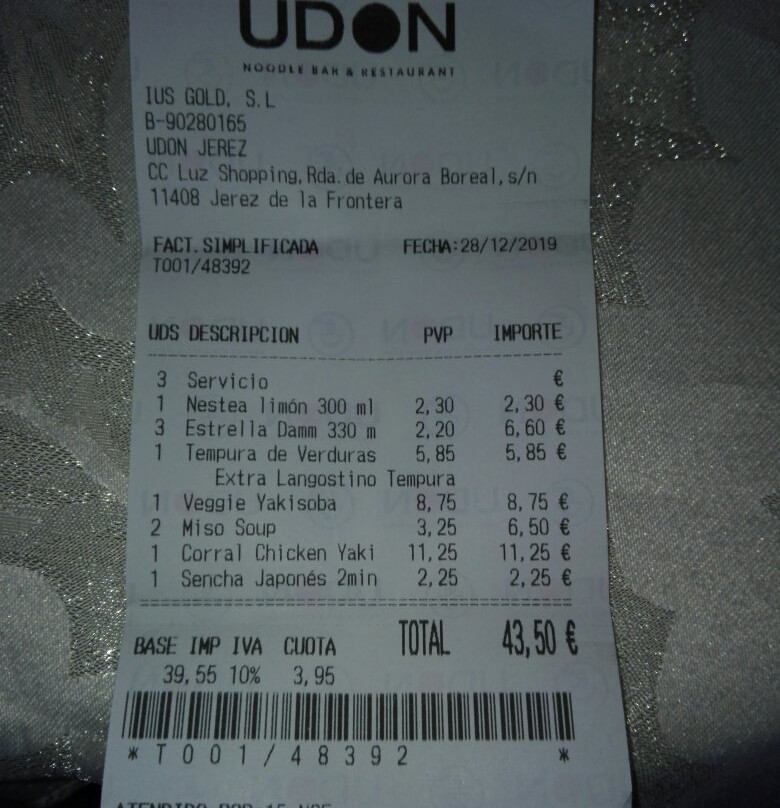 UDON
NOODLE BAR & RESTAURANT
IUS GOLD, S.L
B-90280165
UDON JEREZ
CC Luz Shopping,Rda.de Aurora Boreal,s/n
11408 Jerez de la Frontera
FACT.SIMPLIFICADA FECHA:28/12/2019
T001/48392
UDS DESCRIPCION PVP IMPORTE
3 Servicio €
1 Nestea limón 300 ml 2,30 2,30 €
3 Estrella Damm 330 m 2,20 6,60 €
1 Tempura de Verduras 5,85 5,85 €
Extra Langostino Tempura
1 Veggie Yakisoba 8,75 8,75 €
2 Miso Soup 3,25 6,50 €
1 Corral Chicken Yaki 11,25 11,25 €
1 Sencha Japonés 2min 2,25 2,25 €
BASE IMP IVA CUOTA TOTAL 43,50 €
39,55 10% 3,95
*T001/48392 *
ATENDIDO POR 15